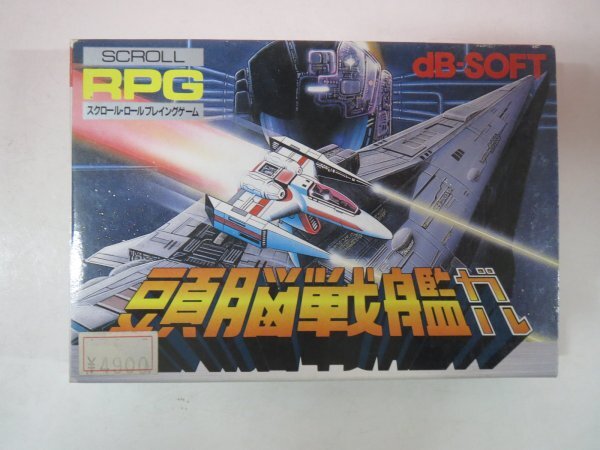 SCROLL
RPG
スクロール・ロールプレイングゲーム
dB-SOFT
頭脳戦艦ガル
¥4900